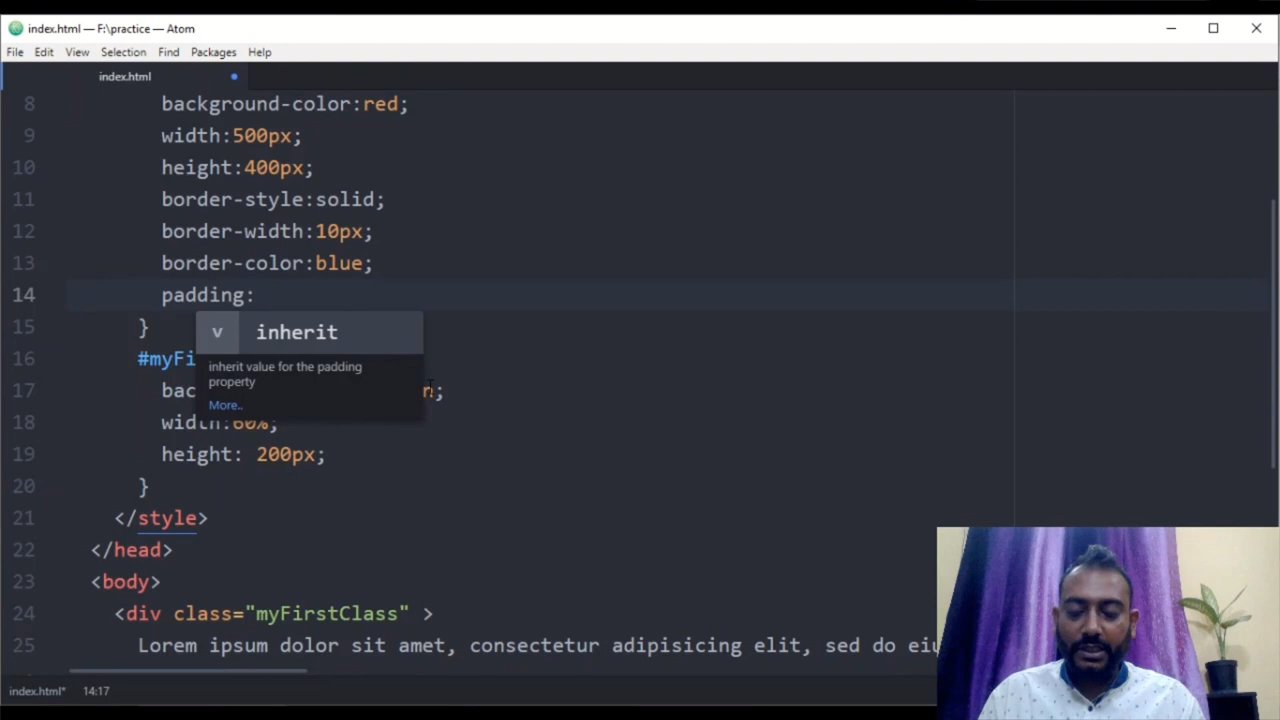 index.html — F:\practice — Atom
File Edit View Selection Find Packages Help
index.html
8 background-color:red;
9 width:500px;
10 height:400px;
11 border-style:solid;
12 border-width:10px;
13 border-color:blue;
14 padding:
15 }
v inherit
16 #myFi
inherit value for the padding
property
17 bac n;
More..
18 width:60%;
19 height: 200px;
20 }
21 </style>
22 </head>
23 <body>
24 <div class="myFirstClass" >
25 Lorem ipsum dolor sit amet, consectetur adipisicing elit, sed do eiu
index.html* 14:17